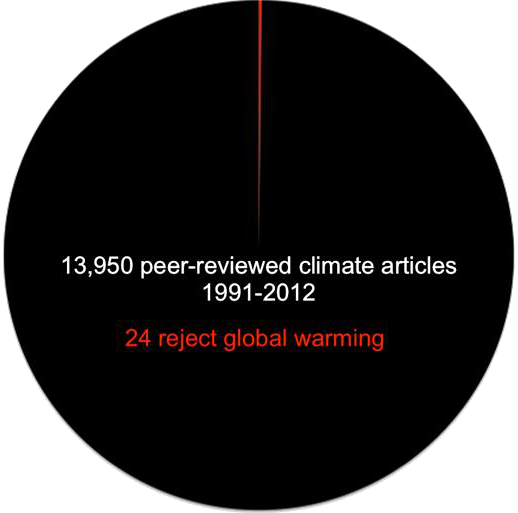 13,950 peer-reviewed climate articles
1991-2012
24 reject global warming